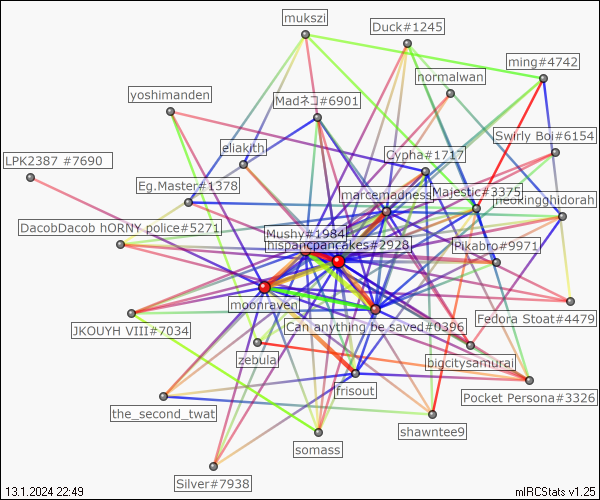 mukszi
Duck#1245
ming#4742
normalwan
yoshimanden
Madネコ#6901
Swirly Boi#6154
eliakith
Cypha#1717
LPK2387 #7690
Eg.Master#1378
marcemadness
Majestic#3375
neokingghidorah
DacobDacob hORNY police#5271
Mushy#1984
hispancpancakes#2928
Pikabro#9971
moonraven
Fedora Stoat#4479
JKOUYH VIII#7034
Can anything be saved#0396
zebula
bigcitysamurai
frisout
Pocket Persona#3326
the_second_twat
shawntee9
somass
Silver#7938
13.1.2024 22:49
mIRCStats v1.25